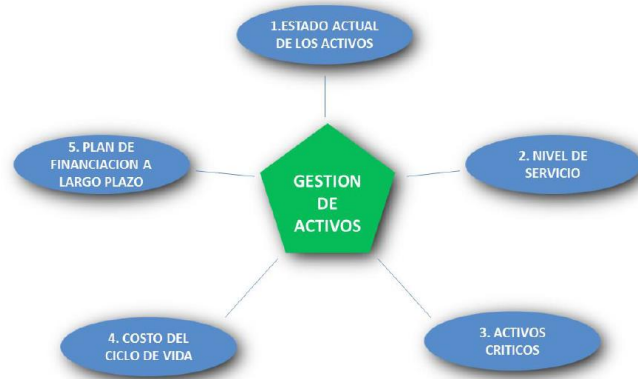 1.ESTADO ACTUAL
DE LOS ACTIVOS
5. PLAN DE
FINANCIACION A
LARGO PLAZO
2. NIVEL DE
SERVICIO
GESTION
DE
ACTIVOS
4. COSTO DEL
CICLO DE VIDA
3. ACTIVOS
CRITICOS